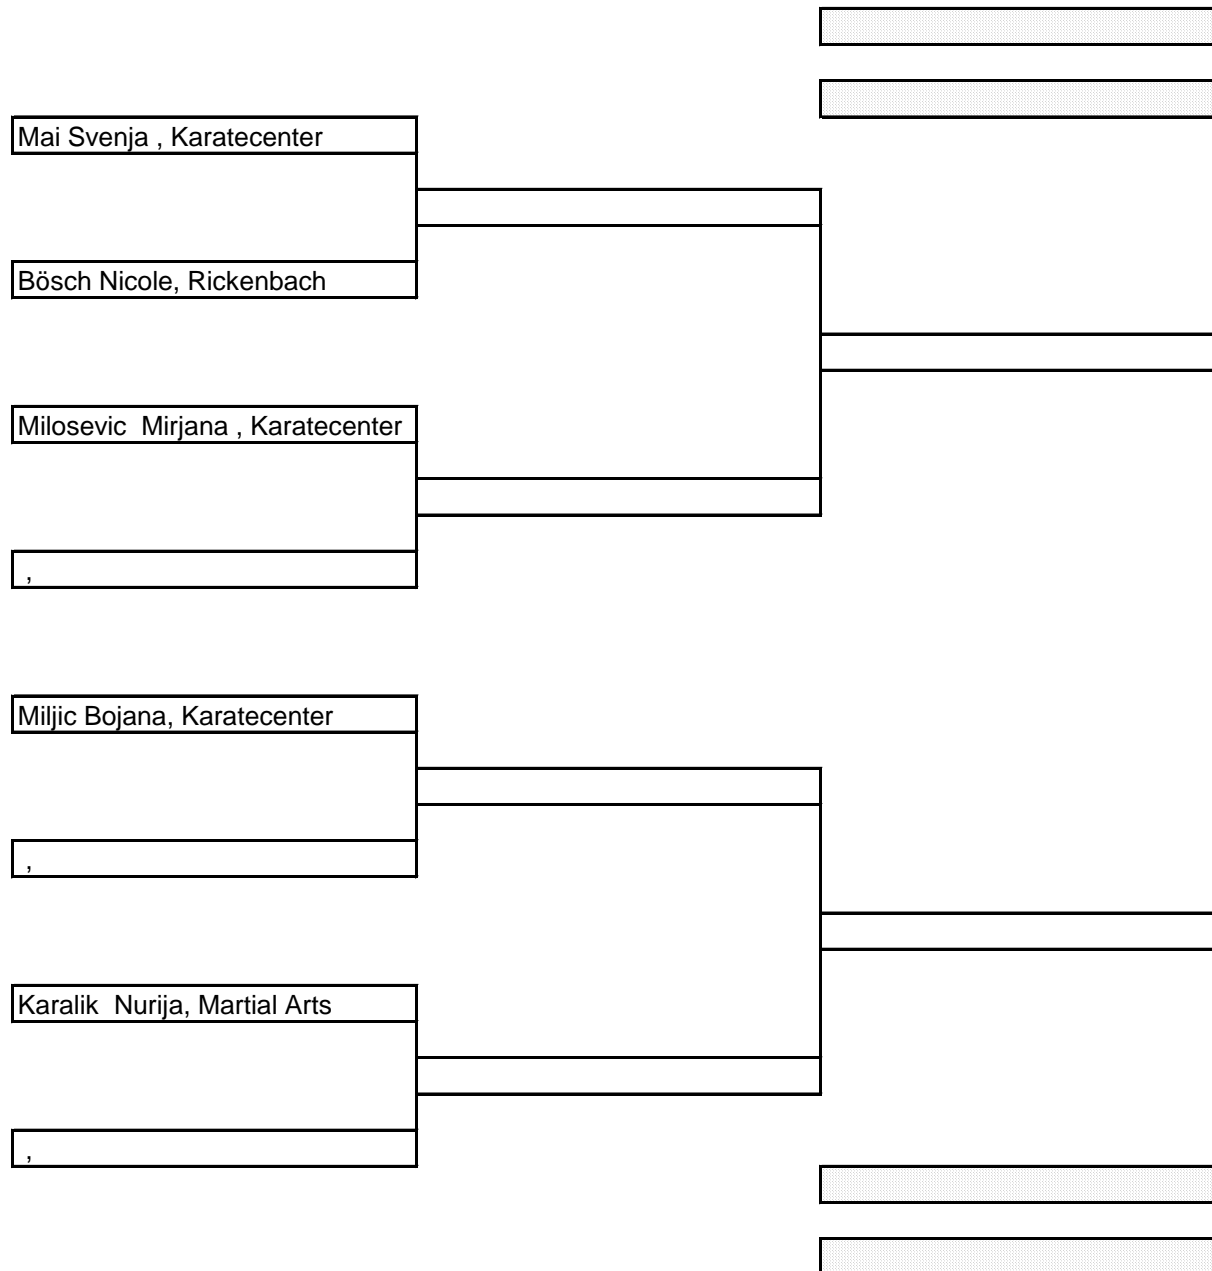 Mai Svenja , Karatecenter
Bösch Nicole, Rickenbach
Milosevic  Mirjana , Karatecenter
,
Miljic Bojana, Karatecenter
,
Karalik  Nurija, Martial Arts
,